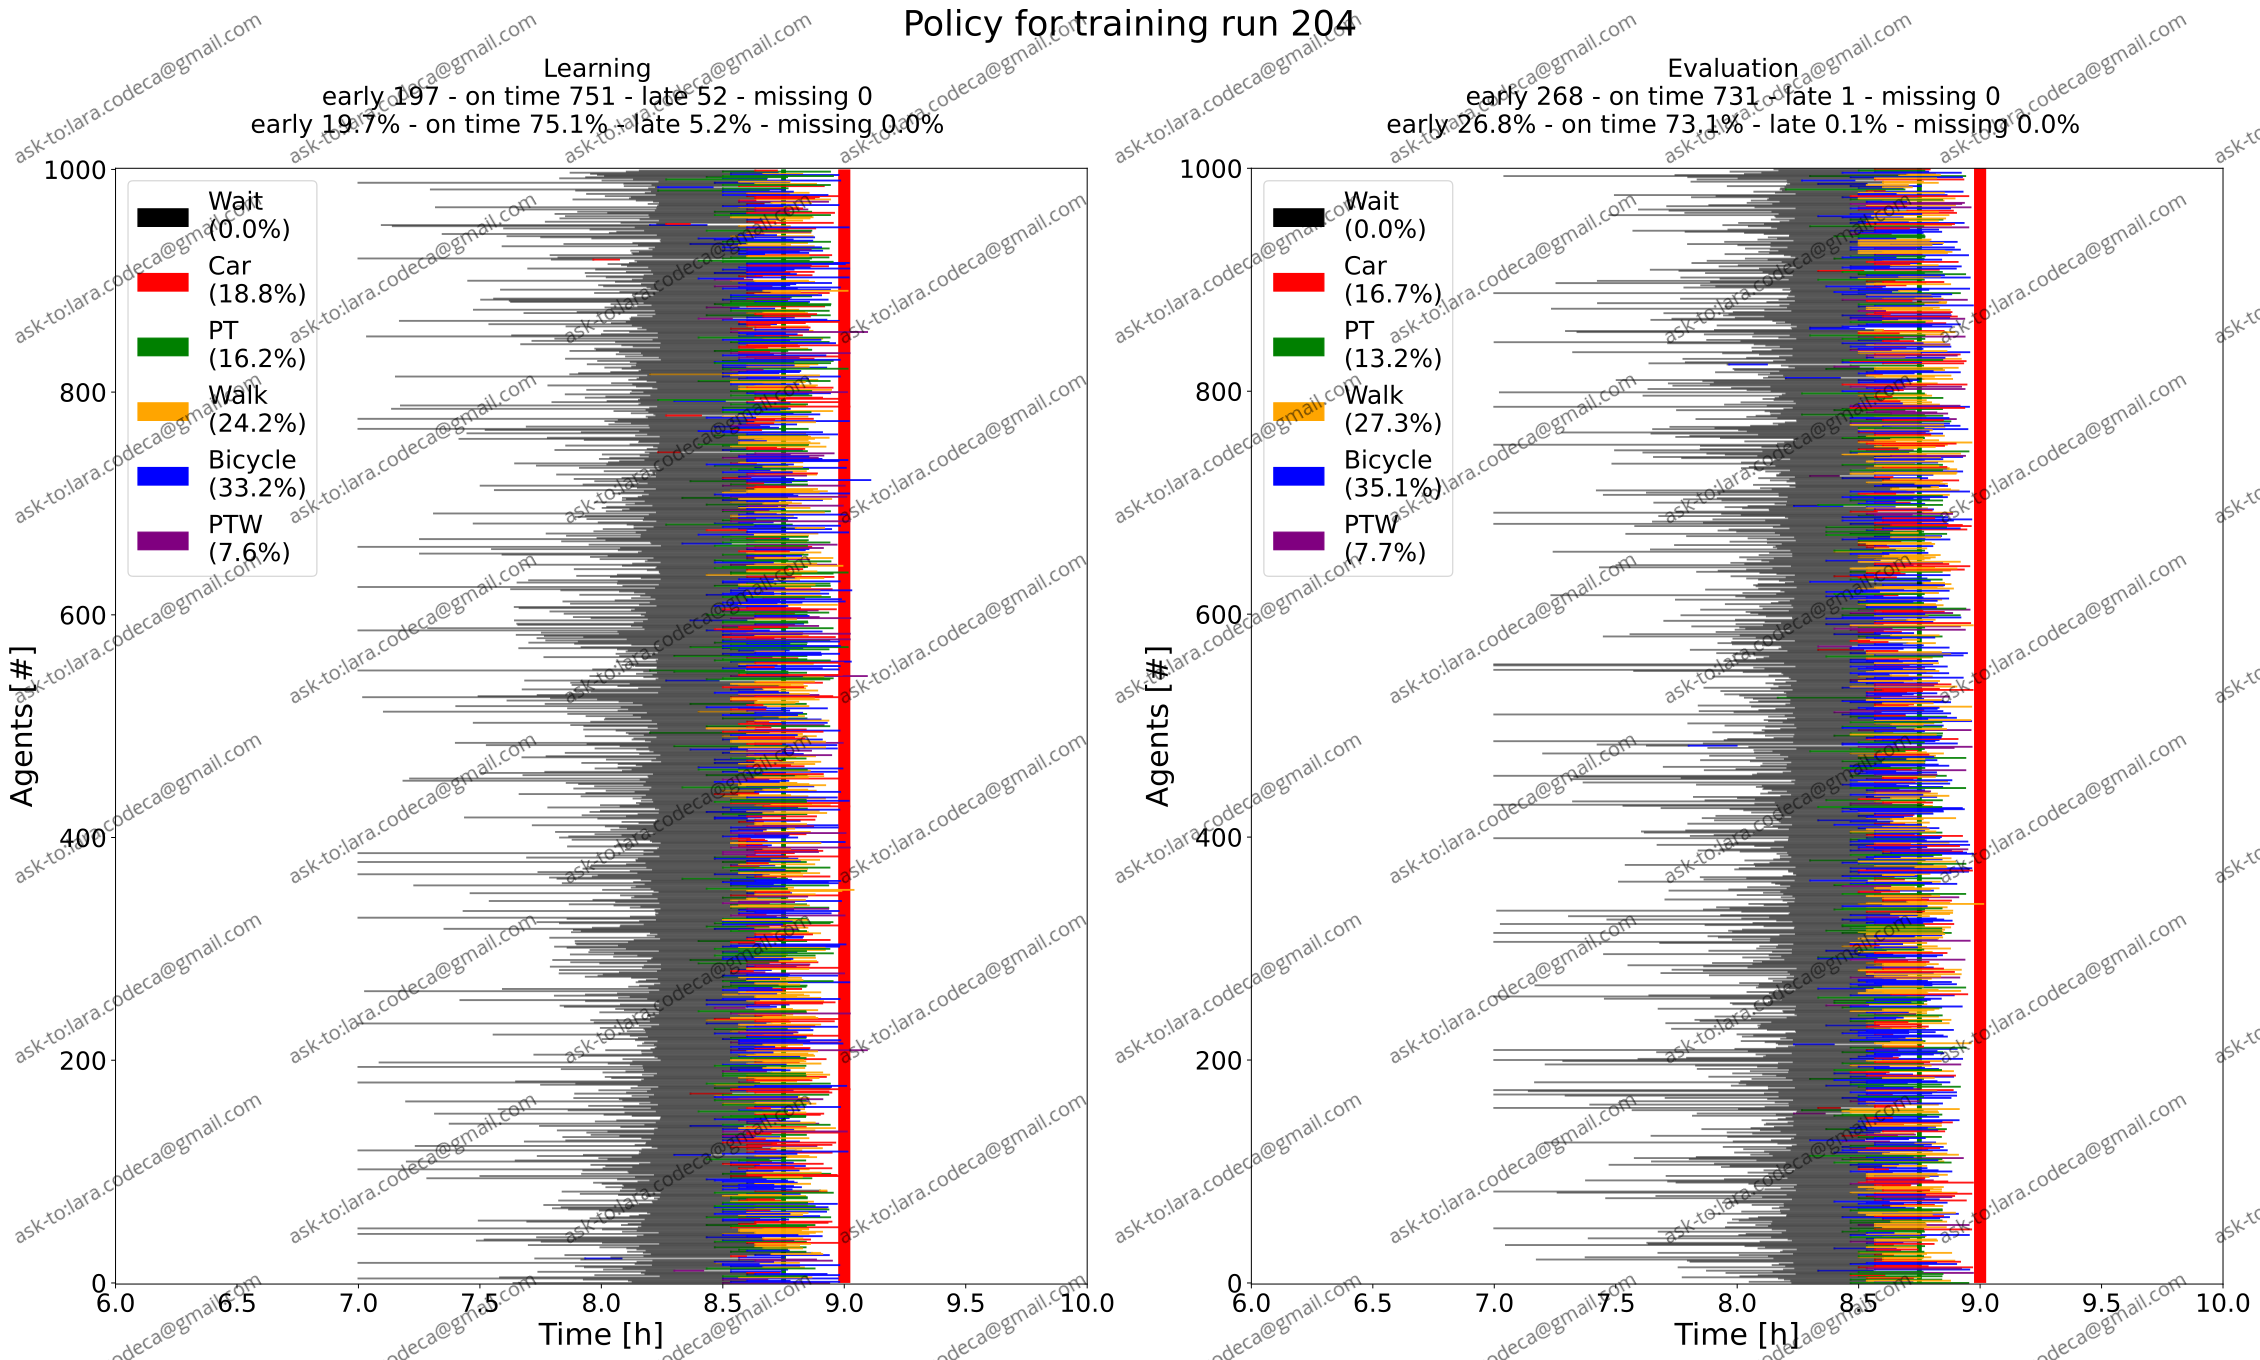 Policy for training run 204
Learning
early 197 - on time 751 - late 52 - missing 0
early 19.7% - on time 75.1% - late 5.2% - missing 0.0%
1000
800
600
400
200
0
Agents [#]
Wait
(0.0%)
Car
(18.8%)
PT
(16.2%)
Walk
(24.2%)
Bicycle
(33.2%)
PTW
(7.6%)
6.0 6.5 7.0 7.5 8.0 8.5 9.0 9.5 10.0
Time [h]
Evaluation
early 268 - on time 731 - late 1 - missing 0
early 26.8% - on time 73.1% - late 0.1% - missing 0.0%
1000
800
600
400
200
0
Agents [#]
Wait
(0.0%)
Car
(16.7%)
PT
(13.2%)
Walk
(27.3%)
Bicycle
(35.1%)
PTW
(7.7%)
6.0 6.5 7.0 7.5 8.0 8.5 9.0 9.5 10.0
Time [h]
ask-to:lara.codeca@gmail.com